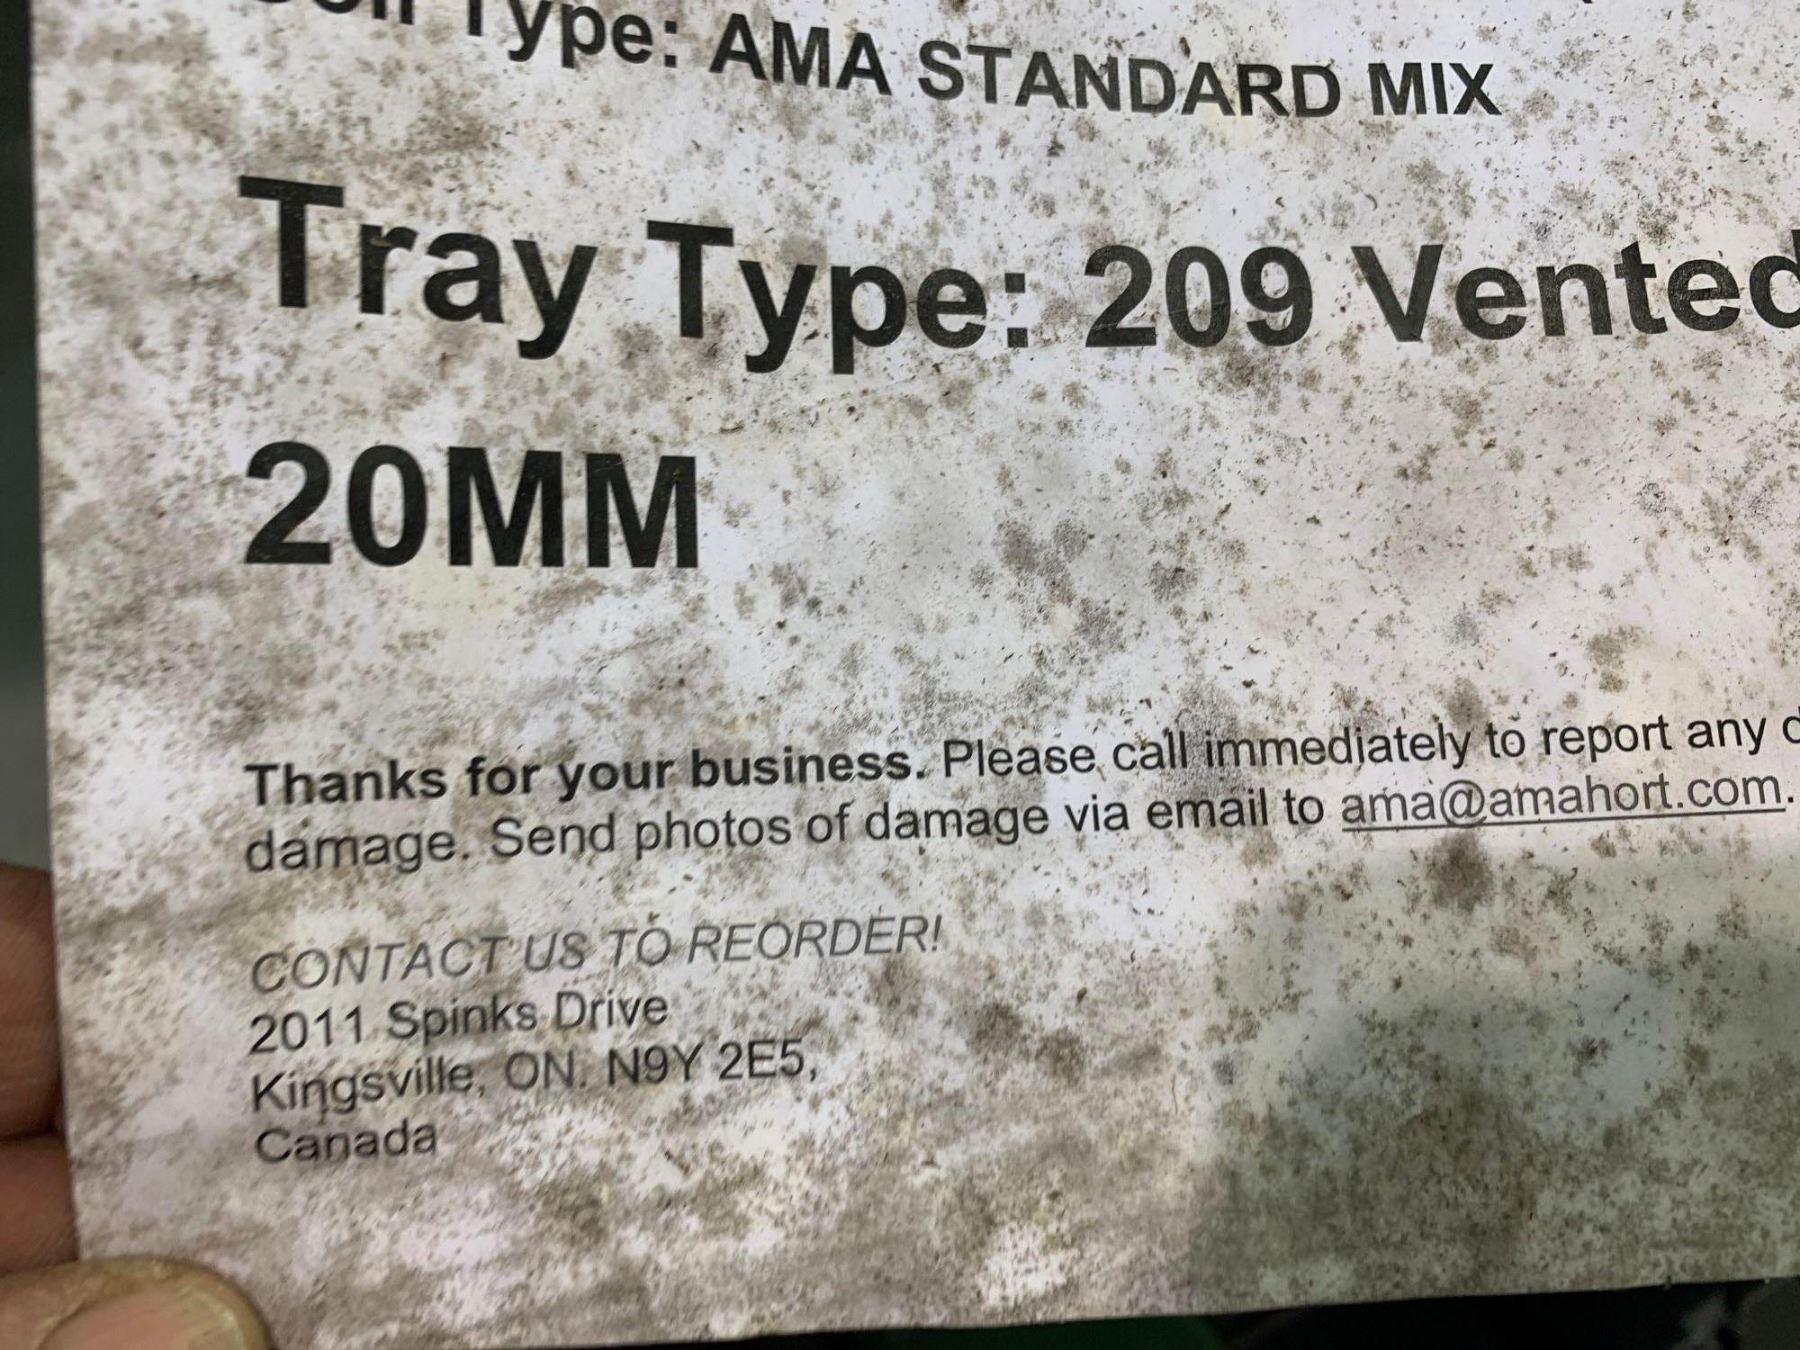 Type: AMA STANDARD MIX
Tray Type: 209 Vented
20MM
Thanks for your business. Please call immediately to report any
damage. Send photos of damage via email to ama@amahort.com.
CONTACT US TO REORDER!
2011 Spinks Drive
Kingsville, ON. N9Y 2E5,
Canada